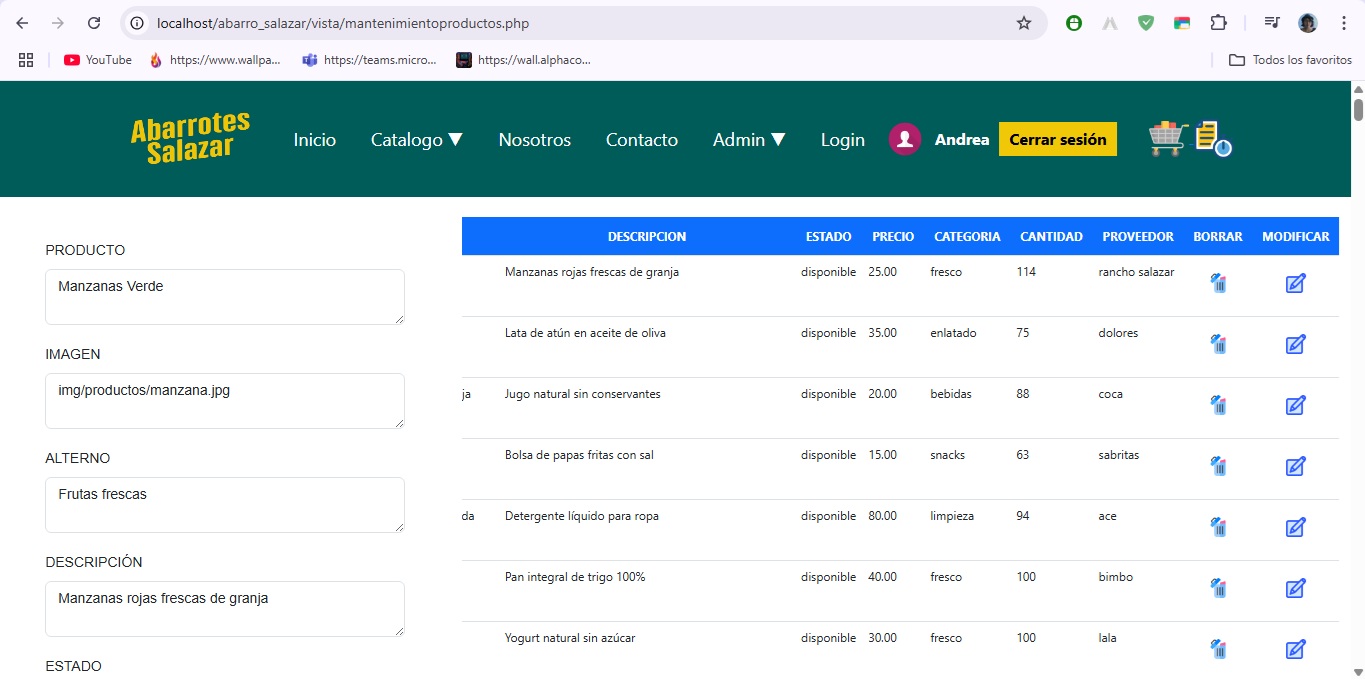 localhost/abarro_salazar/vista/mantenimientoproductos.php
YouTube https://www.wallpa... https://teams.micro... https://wall.alphaco... Todos los favoritos
Abarrotes Salazar
Inicio Catalogo ▼ Nosotros Contacto Admin ▼ Login Andrea Cerrar sesión
PRODUCTO
Manzanas Verde
IMAGEN
img/productos/manzana.jpg
ALTERNO
Frutas frescas
DESCRIPCIÓN
Manzanas rojas frescas de granja
ESTADO
DESCRIPCION ESTADO PRECIO CATEGORIA CANTIDAD PROVEEDOR BORRAR MODIFICAR
Manzanas rojas frescas de granja disponible 25.00 fresco 114 rancho salazar
Lata de atún en aceite de oliva disponible 35.00 enlatado 75 dolores
ja Jugo natural sin conservantes disponible 20.00 bebidas 88 coca
Bolsa de papas fritas con sal disponible 15.00 snacks 63 sabritas
da Detergente líquido para ropa disponible 80.00 limpieza 94 ace
Pan integral de trigo 100% disponible 40.00 fresco 100 bimbo
Yogurt natural sin azúcar disponible 30.00 fresco 100 lala